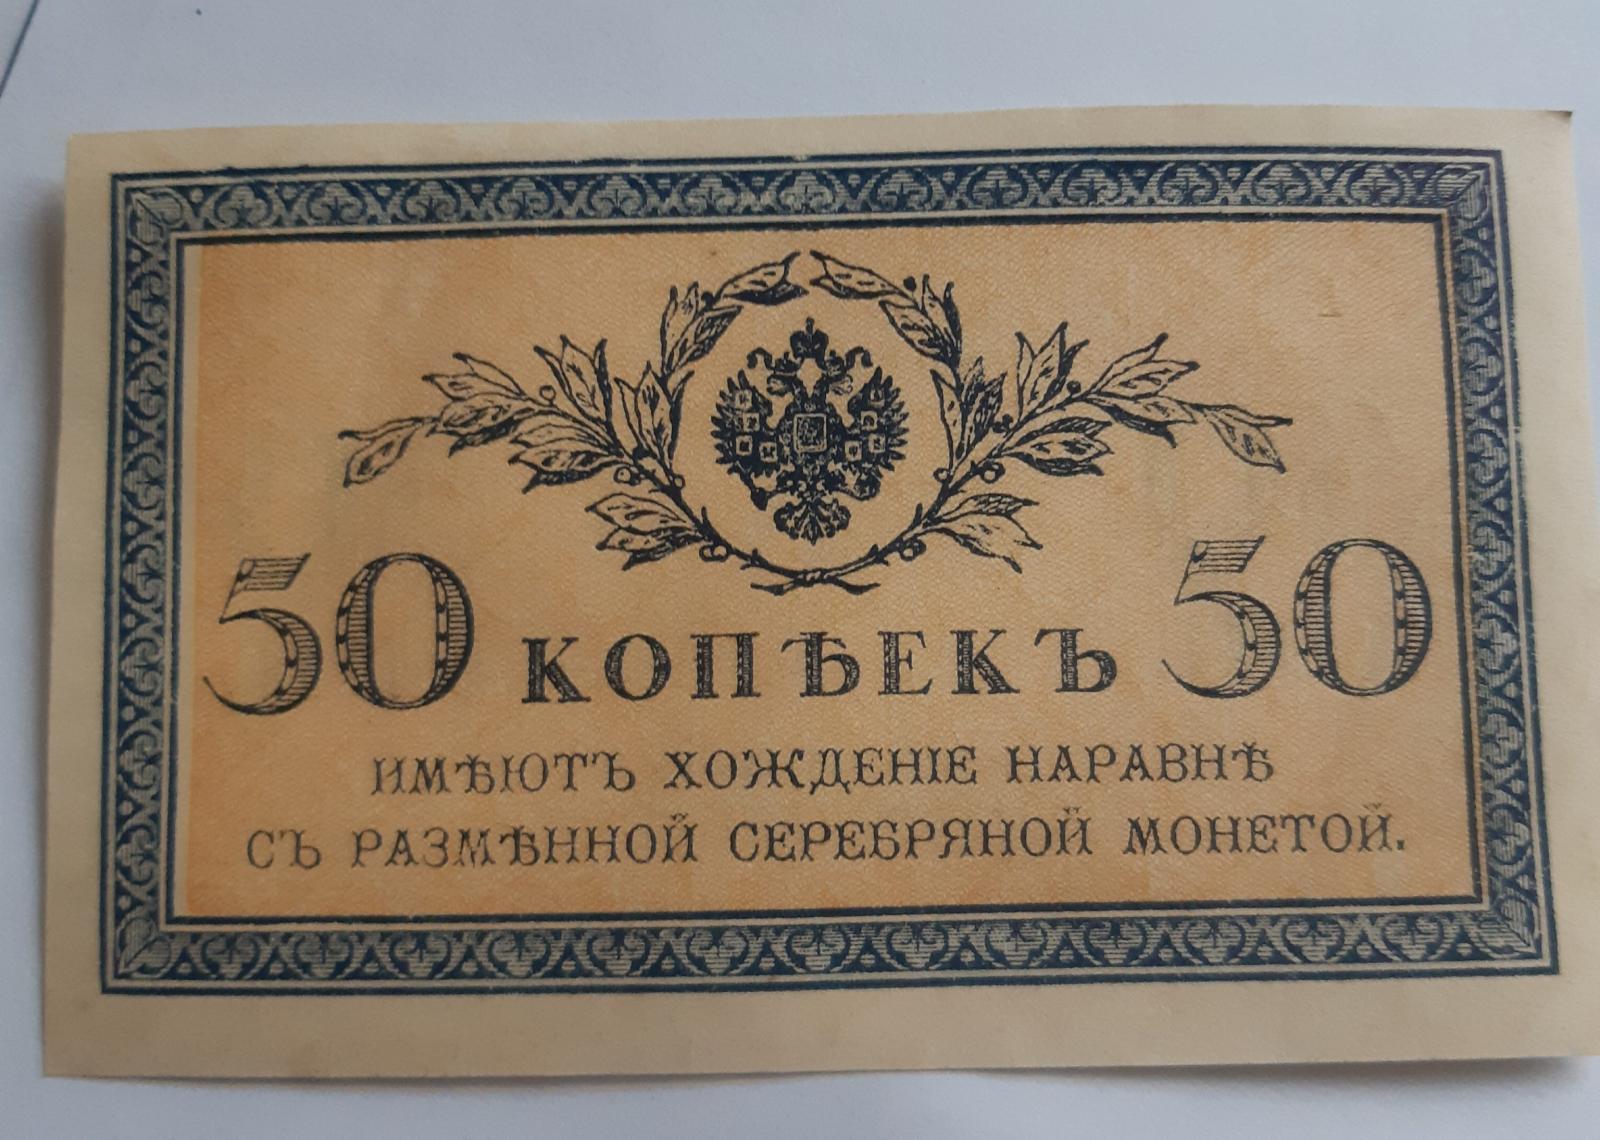 50 КОПѢЕКЪ 50
ИМѢЮТЪ ХОЖДЕНІЕ НАРАВНѢ
СЪ РАЗМѢННОЙ СЕРЕБРЯНОЙ МОНЕТОЙ.